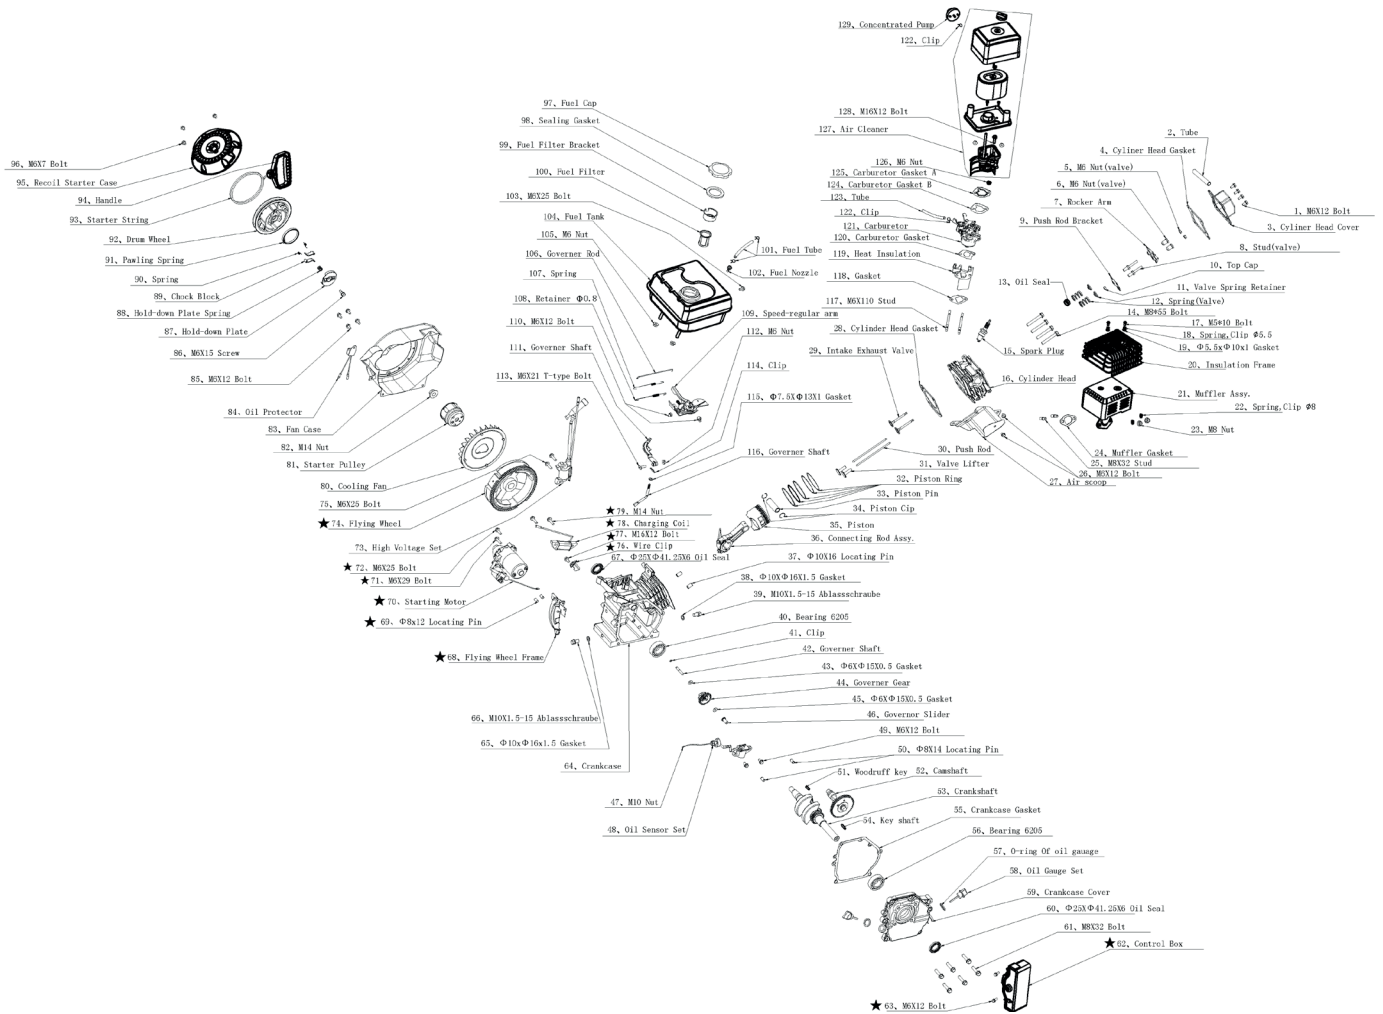 129、Concentrated Pump
122、Clip
128、M16X12 Bolt
127、Air Cleaner
126、M6 Nut
125、Carburetor Gasket A
124、Carburetor Gasket B
123、Tube
122、Clip
121、Carburetor
120、Carburetor Gasket
119、Heat Insulation
118、Gasket
117、M6X110 Stud
28、Cylinder Head Gasket
29、Intake Exhaust Valve
2、Tube
4、Cyliner Head Gasket
5、M6 Nut(valve)
6、M6 Nut(valve)
7、Rocker Arm
9、Push Rod Bracket
1、M6X12 Bolt
3、Cyliner Head Cover
8、Stud(valve)
10、Top Cap
11、Valve Spring Retainer
12、Spring(Valve)
13、Oil Seal
14、M8*55 Bolt
17、M5*10 Bolt
18、Spring,Clip Ø5.5
19、Φ5.5xΦ10x1 Gasket
15、Spark Plug
20、Insulation Frame
16、Cylinder Head
21、Muffler Assy.
22、Spring,Clip Ø8
23、M8 Nut
24、Muffler Gasket
25、M8X32 Stud
26、M6X12 Bolt
27、Air scoop
30、Push Rod
31、Valve Lifter
32、Piston Ring
33、Piston Pin
34、Piston Cip
35、Piston
36、Connecting Rod Assy.
37、Φ10X16 Locating Pin
38、Φ10XΦ16X1.5 Gasket
39、M10X1.5-15 Ablassschraube
40、Bearing 6205
41、Clip
42、Governer Shaft
43、Φ6XΦ15X0.5 Gasket
44、Governer Gear
45、Φ6XΦ15X0.5 Gasket
46、Governor Slider
49、M6X12 Bolt
50、Φ8X14 Locating Pin
51、Woodruff key
52、Camshaft
53、Crankshaft
54、Key shaft
55、Crankcase Gasket
56、Bearing 6205
57、O-ring Of oil gauage
58、Oil Gauge Set
59、Crankcase Cover
60、Φ25XΦ41.25X6 Oil Seal
61、M8X32 Bolt
★62、Control Box
★63、M6X12 Bolt
97、Fuel Cap
98、Sealing Gasket
99、Fuel Filter Bracket
100、Fuel Filter
103、M6X25 Bolt
104、Fuel Tank
105、M6 Nut
106、Governer Rod
107、Spring
108、Retainer Φ0.8
110、M6X12 Bolt
111、Governer Shaft
113、M6X21 T-type Bolt
101、Fuel Tube
102、Fuel Nozzle
109、Speed-regular arm
112、M6 Nut
114、Clip
115、Φ7.5XΦ13X1 Gasket
116、Governer Shaft
96、M6X7 Bolt
95、Recoil Starter Case
94、Handle
93、Starter String
92、Drum Wheel
91、Pawling Spring
90、Spring
89、Chock Block
88、Hold-down Plate Spring
87、Hold-down Plate
86、M6X15 Screw
85、M6X12 Bolt
84、Oil Protector
83、Fan Case
82、M14 Nut
81、Starter Pulley
80、Cooling Fan
75、M6X25 Bolt
★74、Flying Wheel
73、High Voltage Set
★72、M6X25 Bolt
★71、M6X29 Bolt
★70、Starting Motor
★69、Φ8x12 Locating Pin
★68、Flying Wheel Frame
★79、M14 Nut
★78、Charging Coil
★77、M16X12 Bolt
★76、Wire Clip
67、Φ25XΦ41.25X6 Oil Seal
66、M10X1.5-15 Ablassschraube
65、Φ10xΦ16x1.5 Gasket
64、Crankcase
47、M10 Nut
48、Oil Sensor Set